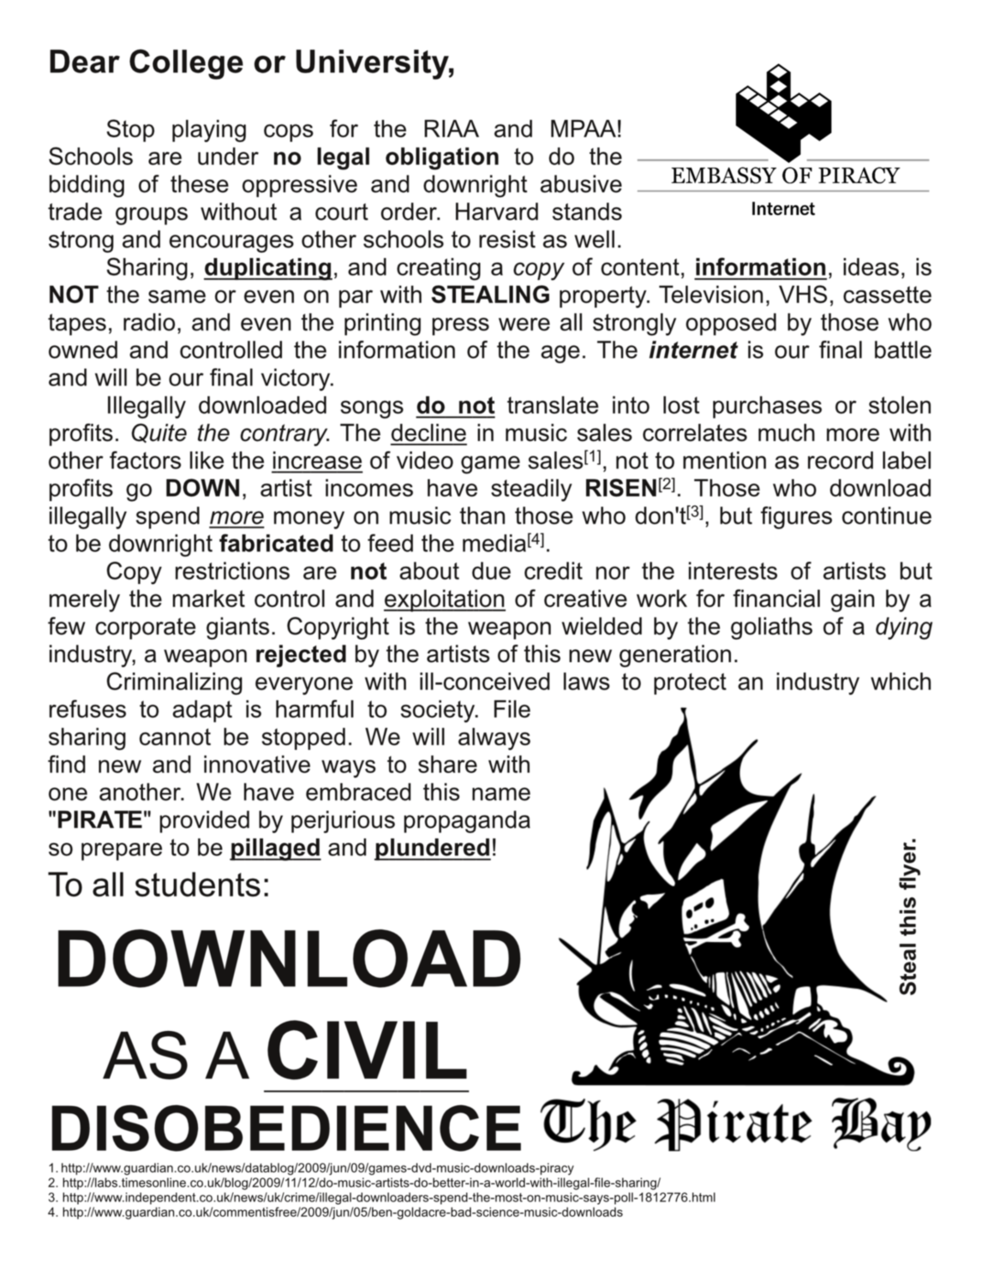 Dear College or University,
Stop playing cops for the RIAA and MPAA!
Schools are under no legal obligation to do the
bidding of these oppressive and downright abusive
trade groups without a court order. Harvard stands
strong and encourages other schools to resist as well.
EMBASSY OF PIRACY
Internet
Sharing, duplicating, and creating a copy of content, information, ideas, is
NOT the same or even on par with STEALING property. Television, VHS, cassette
tapes, radio, and even the printing press were all strongly opposed by those who
owned and controlled the information of the age. The internet is our final battle
and will be our final victory.
Illegally downloaded songs do not translate into lost purchases or stolen
profits. Quite the contrary. The decline in music sales correlates much more with
other factors like the increase of video game sales[1], not to mention as record label
profits go DOWN, artist incomes have steadily RISEN[2]. Those who download
illegally spend more money on music than those who don't[3], but figures continue
to be downright fabricated to feed the media[4].
Copy restrictions are not about due credit nor the interests of artists but
merely the market control and exploitation of creative work for financial gain by a
few corporate giants. Copyright is the weapon wielded by the goliaths of a dying
industry, a weapon rejected by the artists of this new generation.
Criminalizing everyone with ill-conceived laws to protect an industry which
refuses to adapt is harmful to society. File
sharing cannot be stopped. We will always
find new and innovative ways to share with
one another. We have embraced this name
"PIRATE" provided by perjurious propaganda
so prepare to be pillaged and plundered!
To all students:
DOWNLOAD
AS A CIVIL
DISOBEDIENCE
Steal this flyer.
The Pirate Bay
1. http://www.guardian.co.uk/news/datablog/2009/jun/09/games-dvd-music-downloads-piracy
2. http://labs.timesonline.co.uk/blog/2009/11/12/do-music-artists-do-better-in-a-world-with-illegal-file-sharing/
3. http://www.independent.co.uk/news/uk/crime/illegal-downloaders-spend-the-most-on-music-says-poll-1812776.html
4. http://www.guardian.co.uk/commentisfree/2009/jun/05/ben-goldacre-bad-science-music-downloads